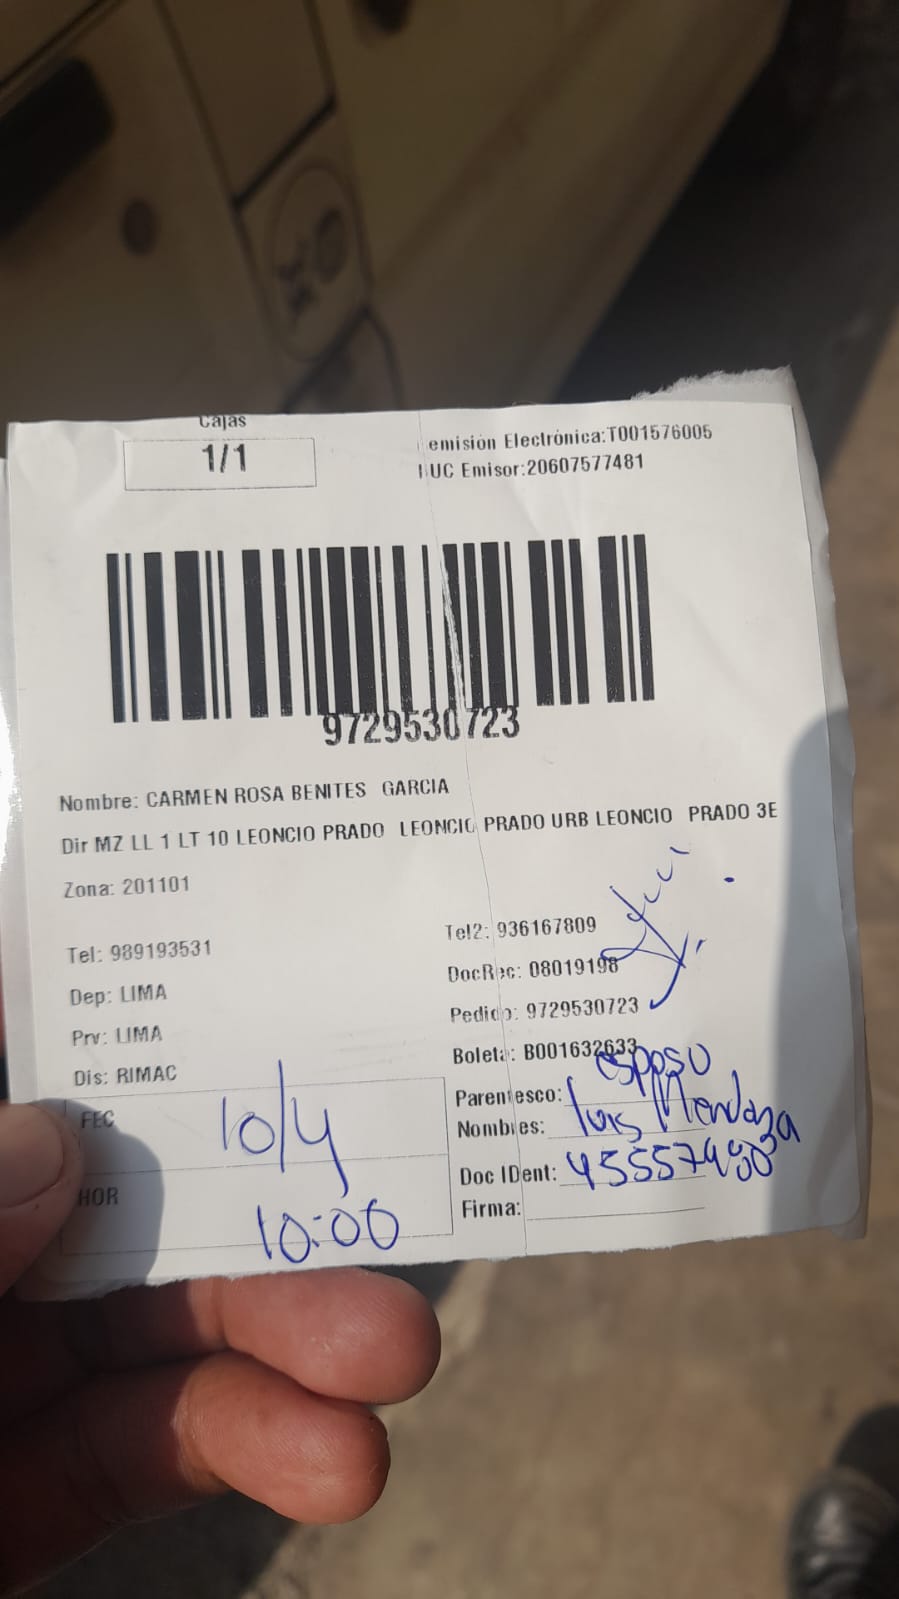 Cajas
1/1
emisión Electrónica:T001576005
UC Emisor:20607577481
9729530723
Nombre: CARMEN ROSA BENITES GARCIA
Dir MZ LL 1 LT 10 LEONCIO PRADO LEONCIO PRADO URB LEONCIO PRADO 3E
Zona: 201101
Tel: 989193531
Tel2: 936167809
Dep: LIMA
DocRec: 08019198
Prv: LIMA
Pedido: 9729530723
Dis: RIMAC
Boleta: B001632633
FEC 10/4
Parentesco: esposo
Nombres: Luis Mendoza
HOR 10:00
Doc IDent:
Firma: